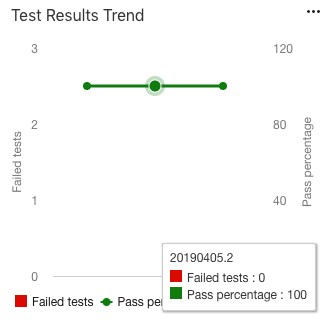 Test Results Trend
...
3
120
2
80
1
40
0
Failed tests
Pass percentage
20190405.2
Failed tests : 0
Pass percentage : 100
Failed tests
Pass pe